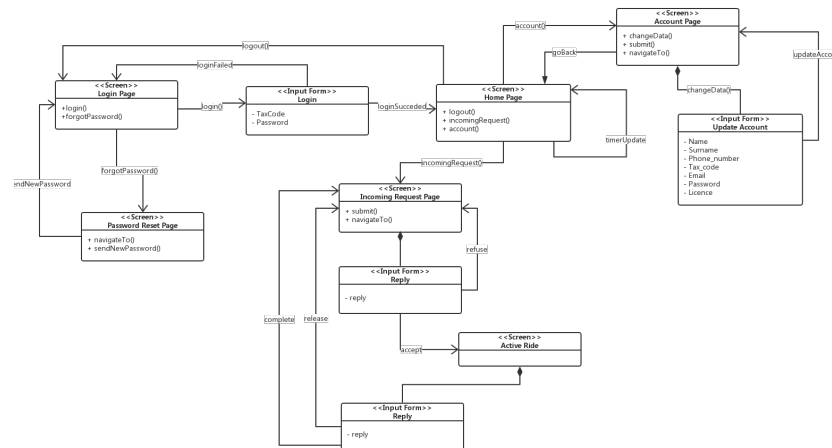 <<Screen>>
Account Page
+ changeData()
+ submit()
+ navigateTo()
account()
goBack
updateAcco
logout()
loginFailed
changeData()
<<Screen>>
Login Page
+login()
+forgotPassword()
login()
<<Input Form>>
Login
- TaxCode
- Password
loginSucceded
<<Screen>>
Home Page
+ logout()
+ incomingRequest()
+ account()
timerUpdate
<<Input Form>>
Update Account
- Name
- Surname
- Phone_number
- Tax_code
- Email
- Password
- Licence
forgotPassword()
endNewPassword
incomingRequest()
<<Screen>>
Password Reset Page
+ navigateTo()
+ sendNewPassword()
<<Screen>>
Incoming Request Page
+ submit()
+ navigateTo()
refuse
<<Input Form>>
Reply
- reply
complete
release
accept
<<Screen>>
Active Ride
<<Input Form>>
Reply
- reply